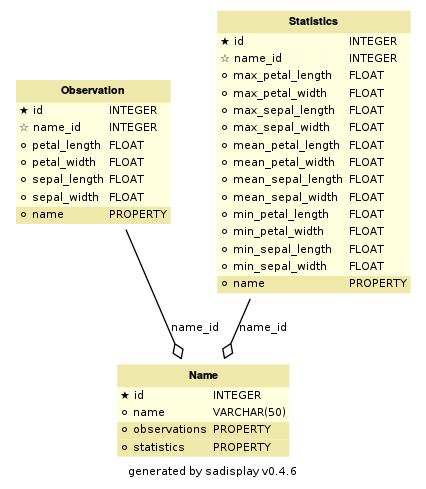 Statistics
★ id INTEGER
☆ name_id INTEGER
max_petal_length FLOAT
max_petal_width FLOAT
max_sepal_length FLOAT
max_sepal_width FLOAT
mean_petal_length FLOAT
mean_petal_width FLOAT
mean_sepal_length FLOAT
mean_sepal_width FLOAT
min_petal_length FLOAT
min_petal_width FLOAT
min_sepal_length FLOAT
min_sepal_width FLOAT
name PROPERTY
Observation
★ id INTEGER
☆ name_id INTEGER
petal_length FLOAT
petal_width FLOAT
sepal_length FLOAT
sepal_width FLOAT
name PROPERTY
name_id
name_id
Name
★ id INTEGER
name VARCHAR(50)
observations PROPERTY
statistics PROPERTY
generated by sadisplay v0.4.6